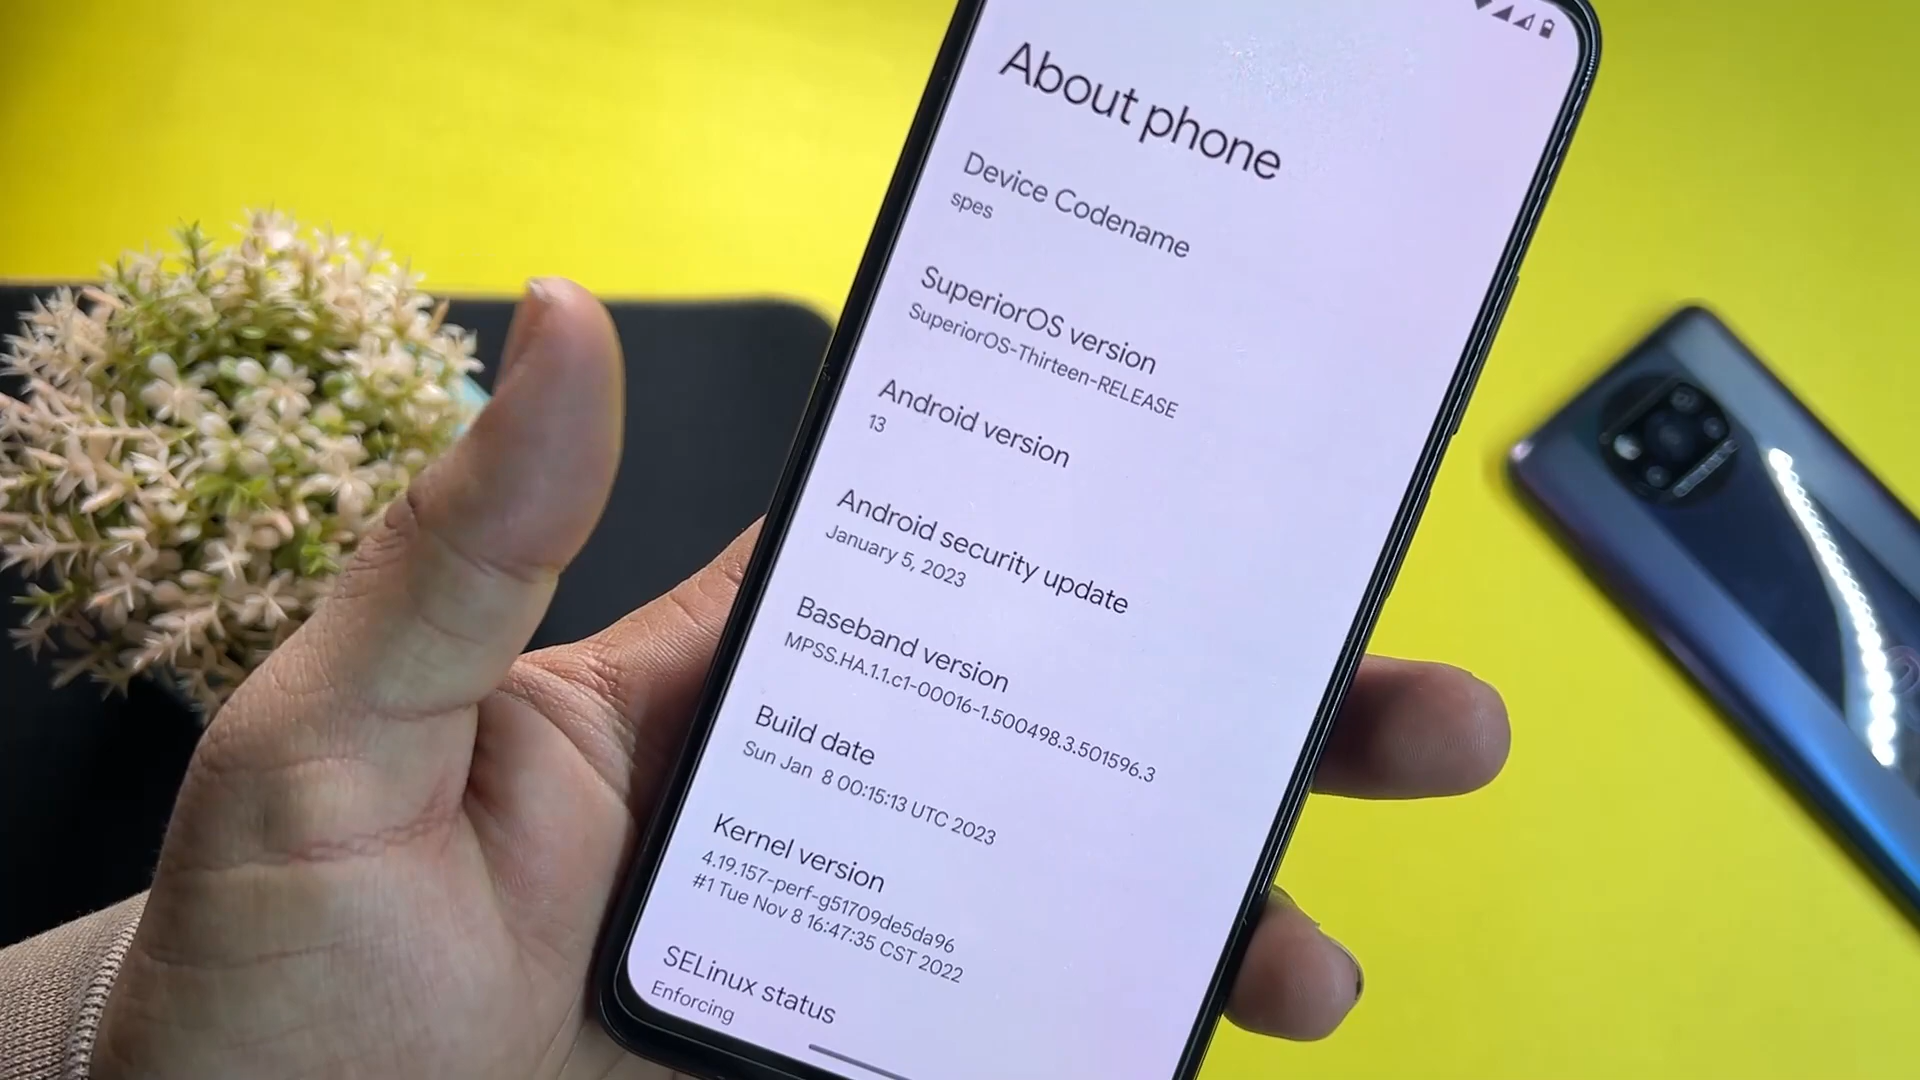 About phone
Device Codename
spes
SuperiorOS version
SuperiorOS-Thirteen-RELEASE
Android version
13
Android security update
January 5, 2023
Baseband version
MPSS.HA.1.1.c1-00016-1.500498.3.501596.3
Build date
Sun Jan 8 00:15:13 UTC 2023
Kernel version
4.19.157-perf-g51709de5da96
#1 Tue Nov 8 16:47:35 CST 2022
SELinux status
Enforcing